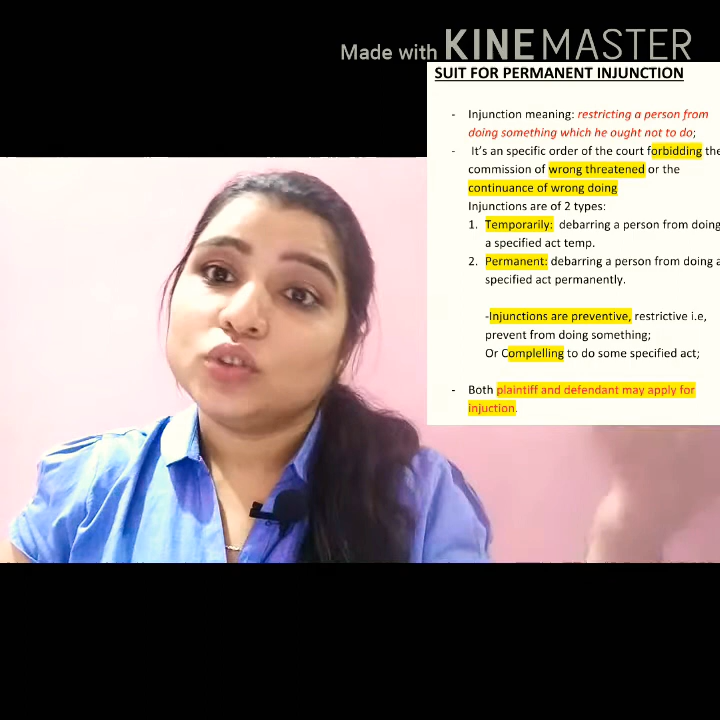 Made with KINEMASTER
SUIT FOR PERMANENT INJUNCTION
- Injunction meaning: restricting a person from
doing something which he ought not to do;
- It's an specific order of the court forbidding the
commission of wrong threatened or the
continuance of wrong doing
Injunctions are of 2 types:
1. Temporarily: debarring a person from doing
a specified act temp.
2. Permanent: debarring a person from doing a
specified act permanently.
-Injunctions are preventive, restrictive i.e,
prevent from doing something;
Or Complelling to do some specified act;
- Both plaintiff and defendant may apply for
injuction.